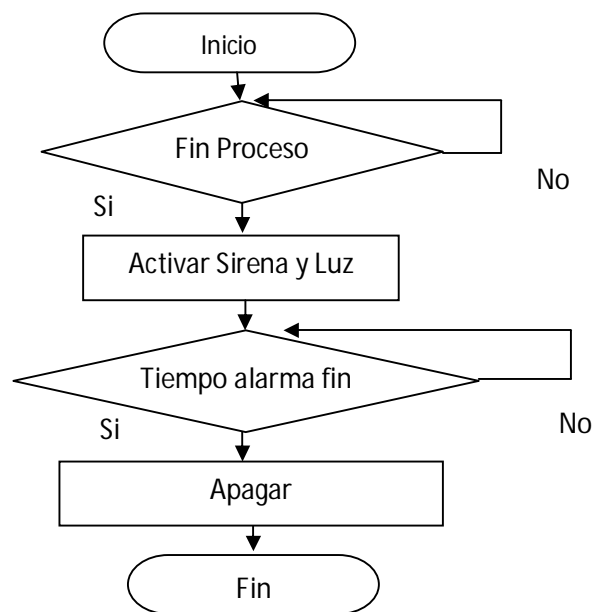 Inicio
Fin Proceso
No
Si
Activar Sirena y Luz
Tiempo alarma fin
Si
No
Apagar
Fin